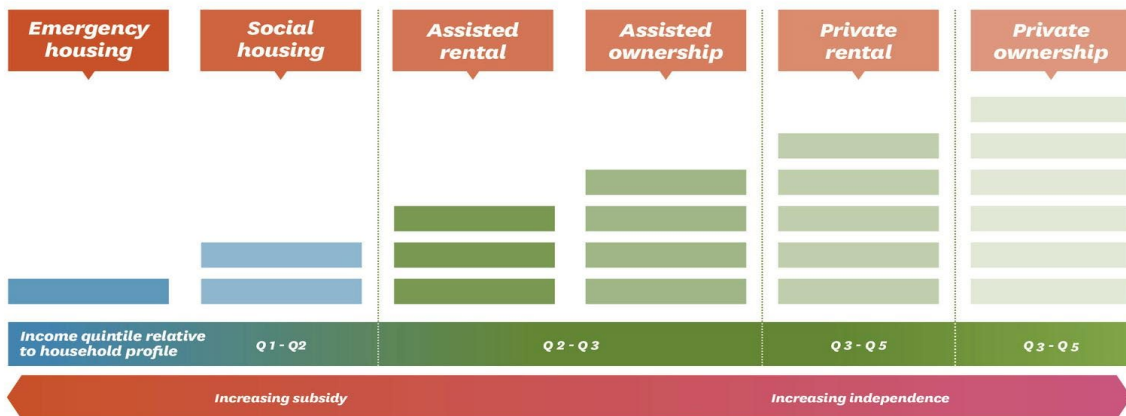 Emergency
housing
Social
housing
Assisted
rental
Assisted
ownership
Private
rental
Private
ownership
Income quintile relative
to household profile
Q 1 - Q2
Q 2 - Q 3
Q 3 - Q5
Q 3 - Q 5
Increasing subsidy
Increasing independence